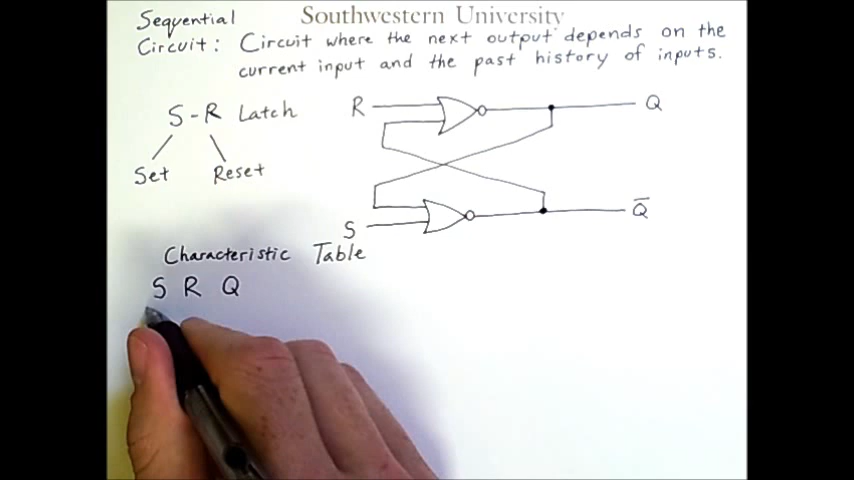 Southwestern University
Sequential
Circuit: Circuit where the next output depends on the
current input and the past history of inputs.
S-R Latch
Set Reset
R Q
S Q̅
Characteristic Table
S R Q